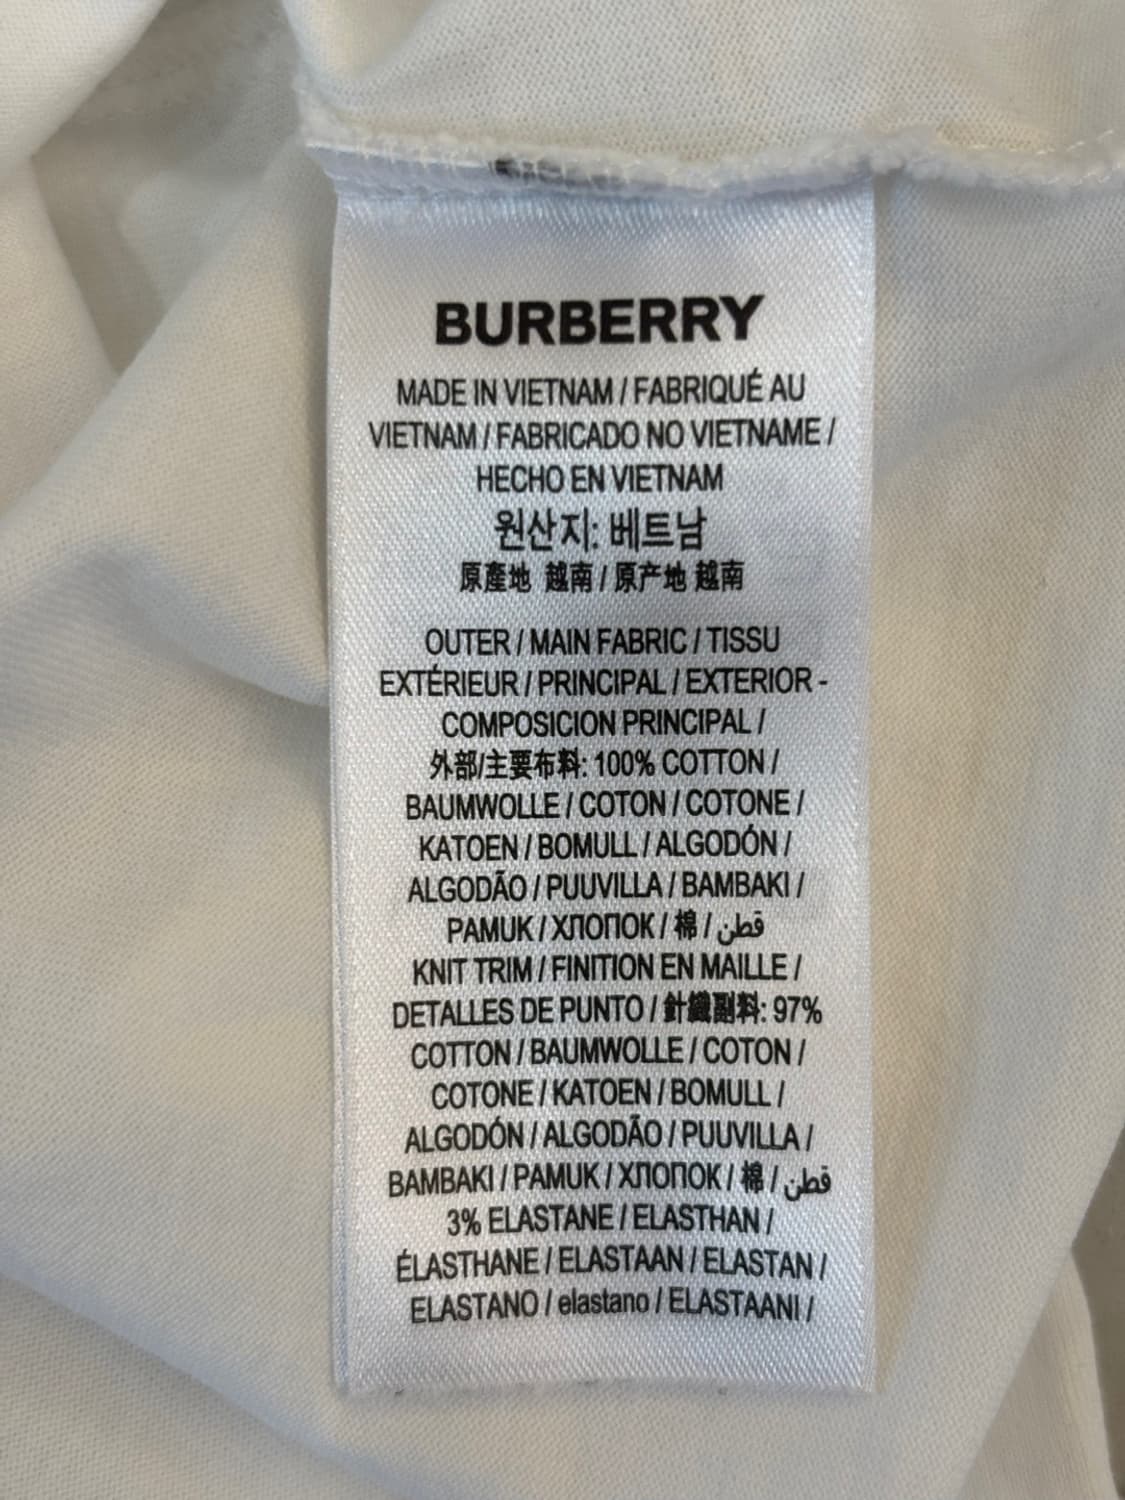 BURBERRY
MADE IN VIETNAM / FABRIQUÉ AU
VIETNAM / FABRICADO NO VIETNAME /
HECHO EN VIETNAM
원산지: 베트남
原產地 越南 / 原产地 越南
OUTER / MAIN FABRIC / TISSU
EXTÉRIEUR / PRINCIPAL / EXTERIOR -
COMPOSICION PRINCIPAL /
外部/主要布料: 100% COTTON /
BAUMWOLLE / COTON / COTONE /
KATOEN / BOMULL / ALGODÓN /
ALGODÃO / PUUVILLA / BAMBAKI /
PAMUK / ХЛОПОК / 棉 / قطن
KNIT TRIM / FINITION EN MAILLE /
DETALLES DE PUNTO / 針織副料: 97%
COTTON / BAUMWOLLE / COTON /
COTONE / KATOEN / BOMULL /
ALGODÓN / ALGODÃO / PUUVILLA /
BAMBAKI / PAMUK / ХЛОПОК / 棉 / قطن
3% ELASTANE / ELASTHAN /
ÉLASTHANE / ELASTAAN / ELASTAN /
ELASTANO / elastano / ELASTAANI /